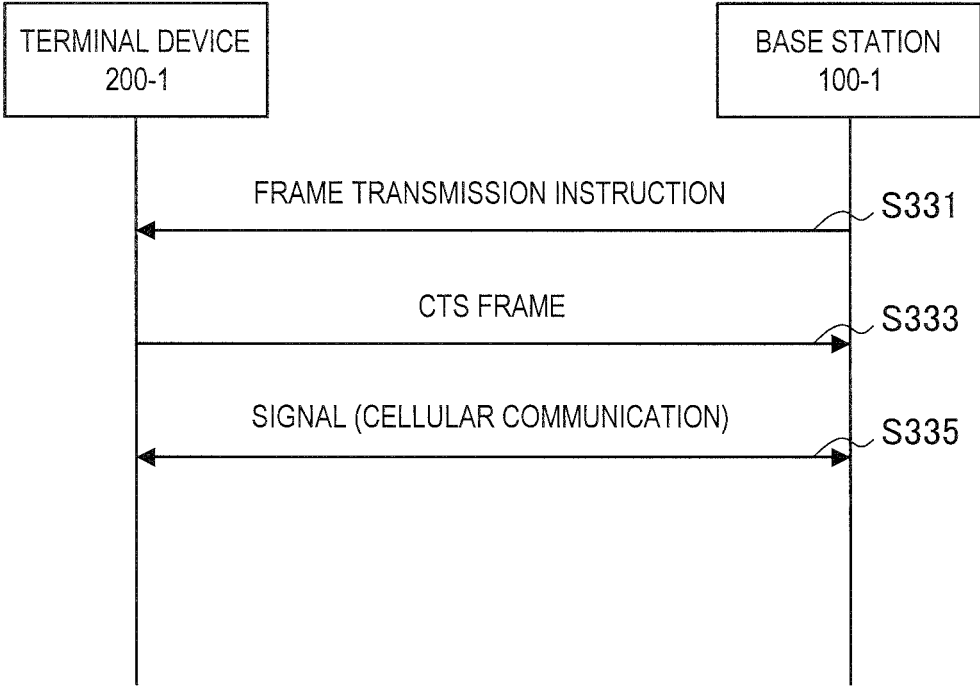 TERMINAL DEVICE
200-1
BASE STATION
100-1
FRAME TRANSMISSION INSTRUCTION
S331
CTS FRAME
S333
SIGNAL (CELLULAR COMMUNICATION)
S335